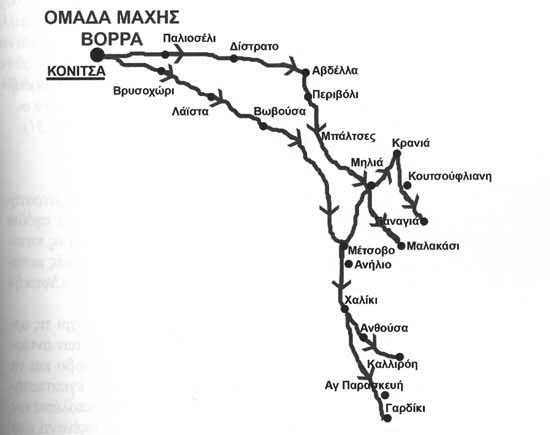 ΟΜΑΔΑ ΜΑΧΗΣ
ΒΟΡΡΑ
ΚΟΝΙΤΣΑ
Παλιοσέλι
Δίστρατο
Αβδέλλα
Βρυσοχώρι
Περιβόλι
Λάϊστα
Βωβούσα
Μπάλτσες
Κρανιά
Μηλιά
Κουτσούφλιανη
Παναγιά
Μέτσοβο
Μαλακάσι
Ανήλιο
Χαλίκι
Ανθούσα
Καλλιρόη
Αγ Παρασκευή
Γαρδίκι